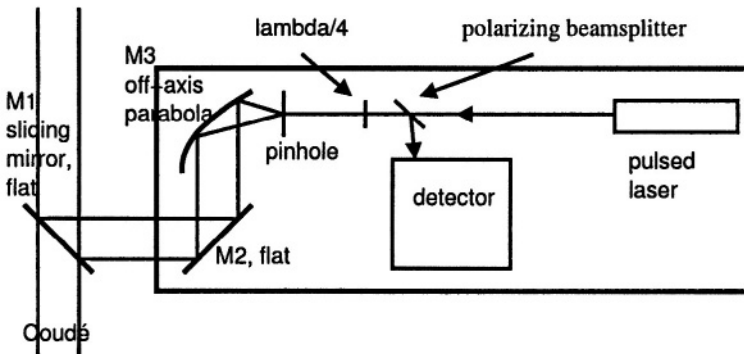 lambda/4
polarizing beamsplitter
M3
off-axis
parabola
M1
sliding
mirror,
flat
pinhole
pulsed
laser
detector
M2, flat
Coudé